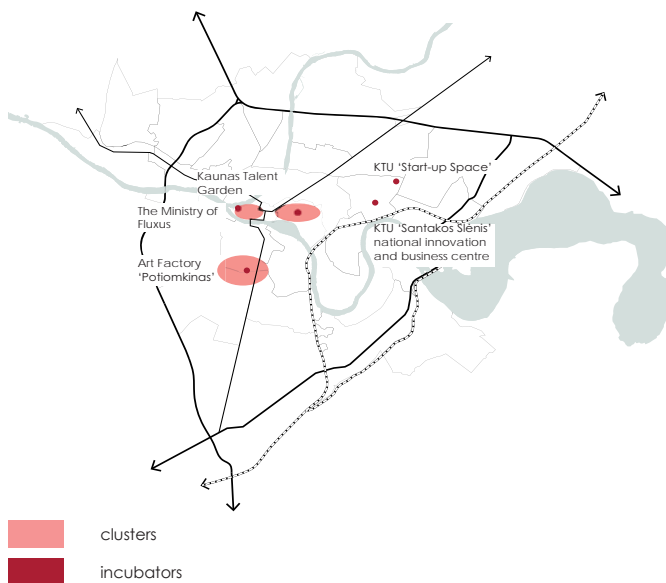 KTU 'Start-up Space'
Kaunas Talent
Garden
The Ministry of
Fluxus
KTU 'Santakos Slėnis'
national innovation
and business centre
Art Factory
'Potiomkinas'
clusters
incubators